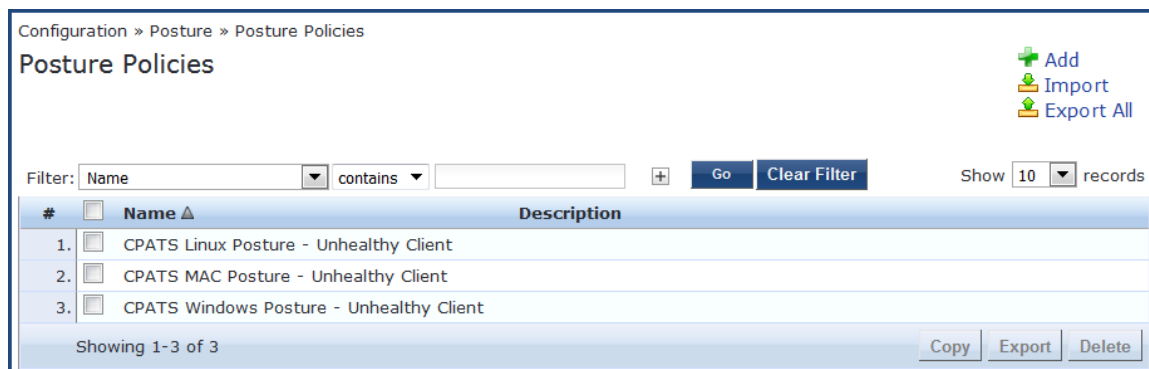 Configuration » Posture » Posture Policies
Posture Policies
Add
Import
Export All
Filter: Name contains Go Clear Filter Show 10 records
# Name Description
1. CPATS Linux Posture - Unhealthy Client
2. CPATS MAC Posture - Unhealthy Client
3. CPATS Windows Posture - Unhealthy Client
Showing 1-3 of 3 Copy Export Delete